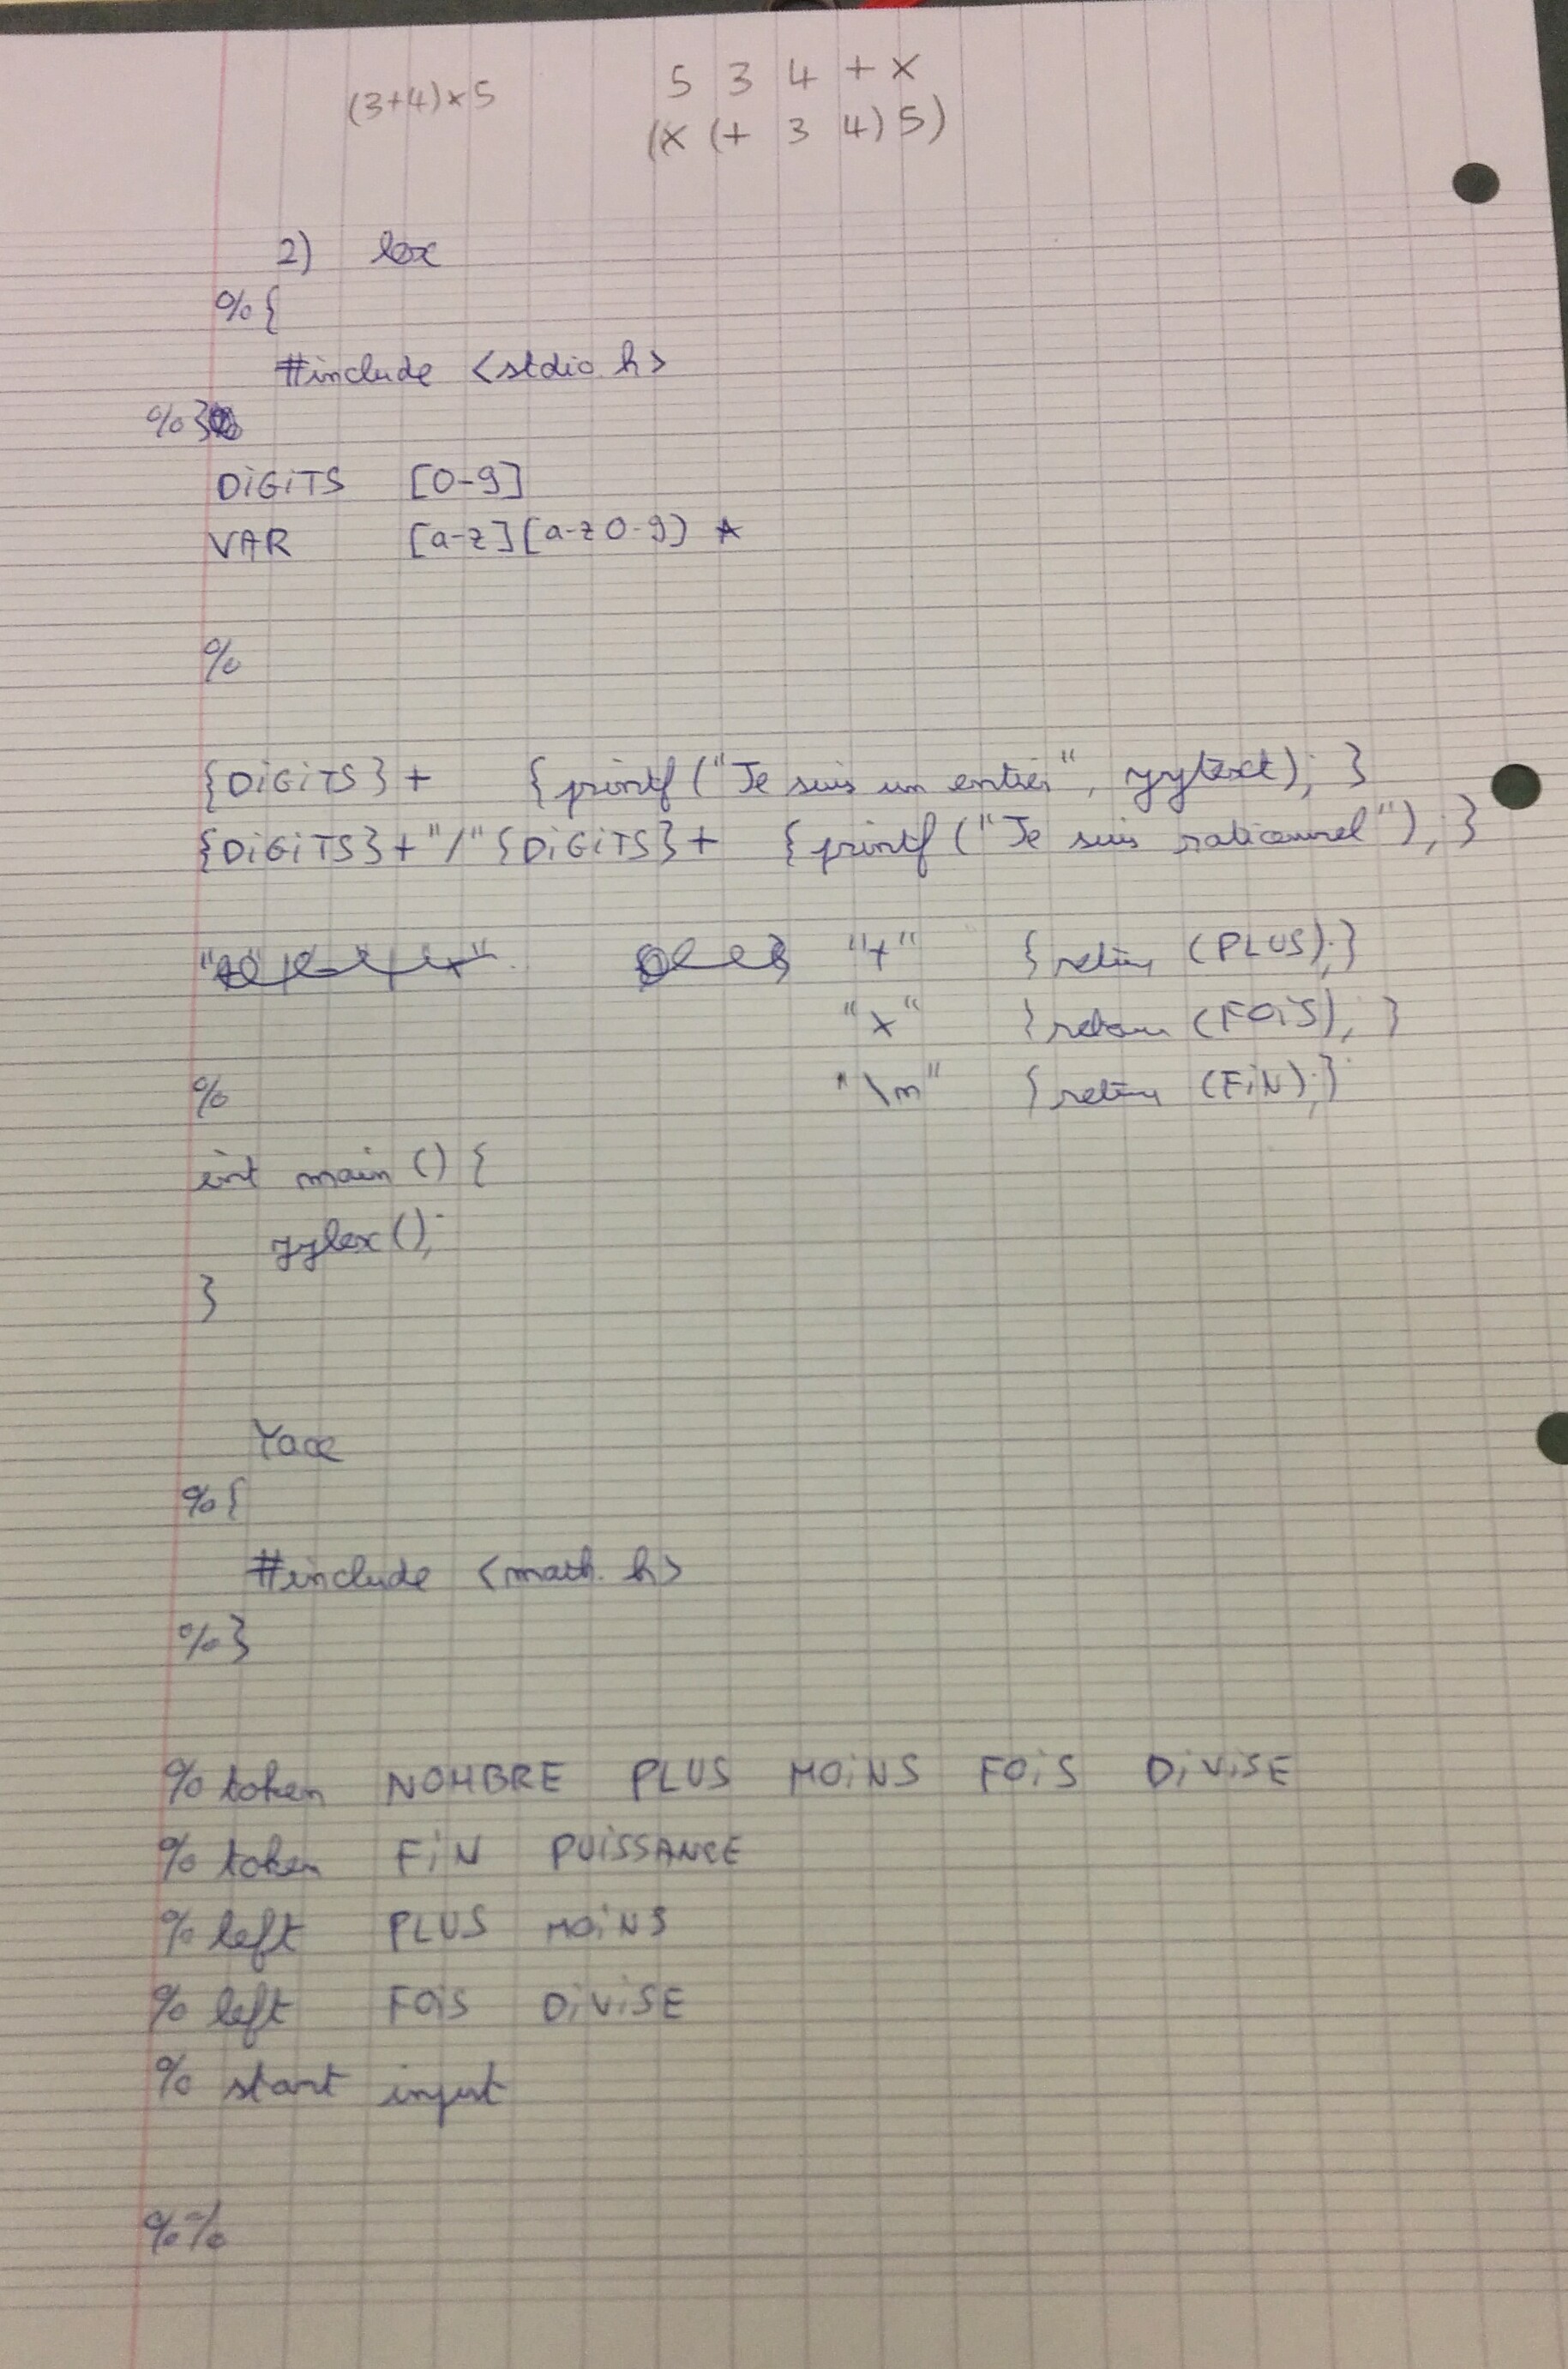 (3+4)x5 5 3 4 + x
(x (+ 3 4) 5)
2) lex
%{
#include <stdio.h>
%}
DiGiTS [0-9]
VAR [a-z][a-z0-9] *
%
{DiGiTS}+ {printf("Je suis un entier", yytext); }
{DiGiTS}+"/"{DiGiTS}+ {printf("Je suis rationnel"); }
"+" {return (PLUS);}
"x" {return (FOiS); }
"\n" {return (FiN);}
%
int main () {
yylex();
}
Yacc
%{
#include <math.h>
%}
% token NOMBRE PLUS MOiNS FOiS DiViSE
% token FiN PUiSSANCE
% left PLUS MOiNS
% left FOiS DiViSE
% start input
%%